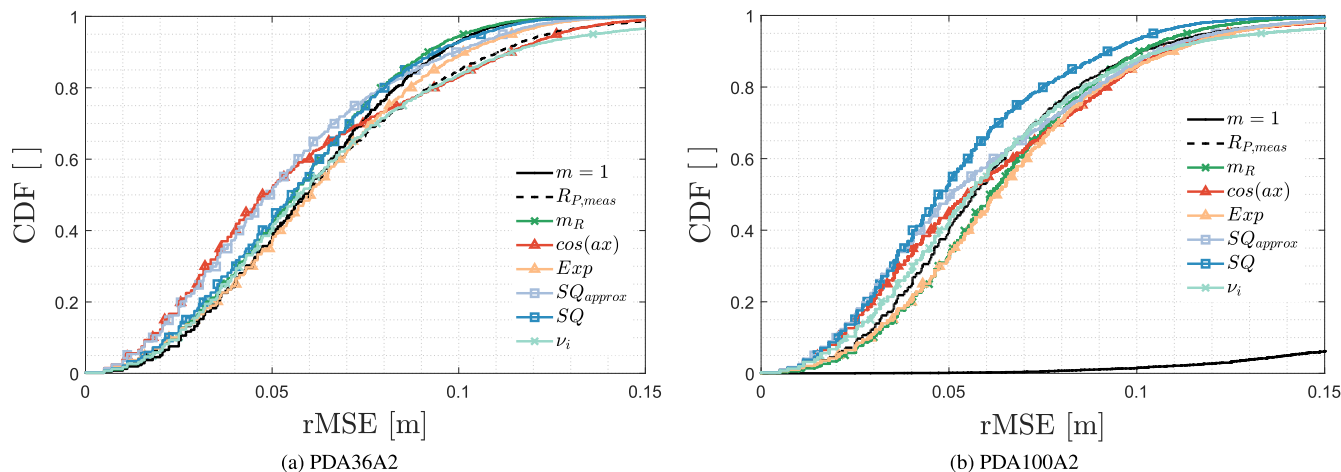 1
0.8
0.6
0.4
0.2
0
CDF [ ]
0
0.05
0.1
0.15
rMSE [m]
m = 1
R_{P,meas}
m_R
cos(ax)
Exp
SQ_{approx}
SQ
ν_i
(a) PDA36A2
1
0.8
0.6
0.4
0.2
0
CDF [ ]
0
0.05
0.1
0.15
rMSE [m]
m = 1
R_{P,meas}
m_R
cos(ax)
Exp
SQ_{approx}
SQ
ν_i
(b) PDA100A2